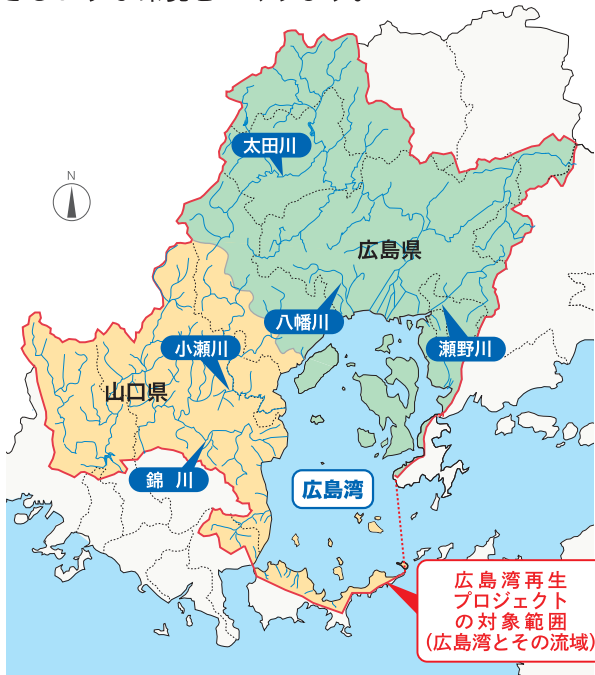 太田川
N
広島県
八幡川
瀬野川
小瀬川
山口県
錦川
広島湾
広島湾再生
プロジェクト
の対象範囲
(広島湾とその流域)